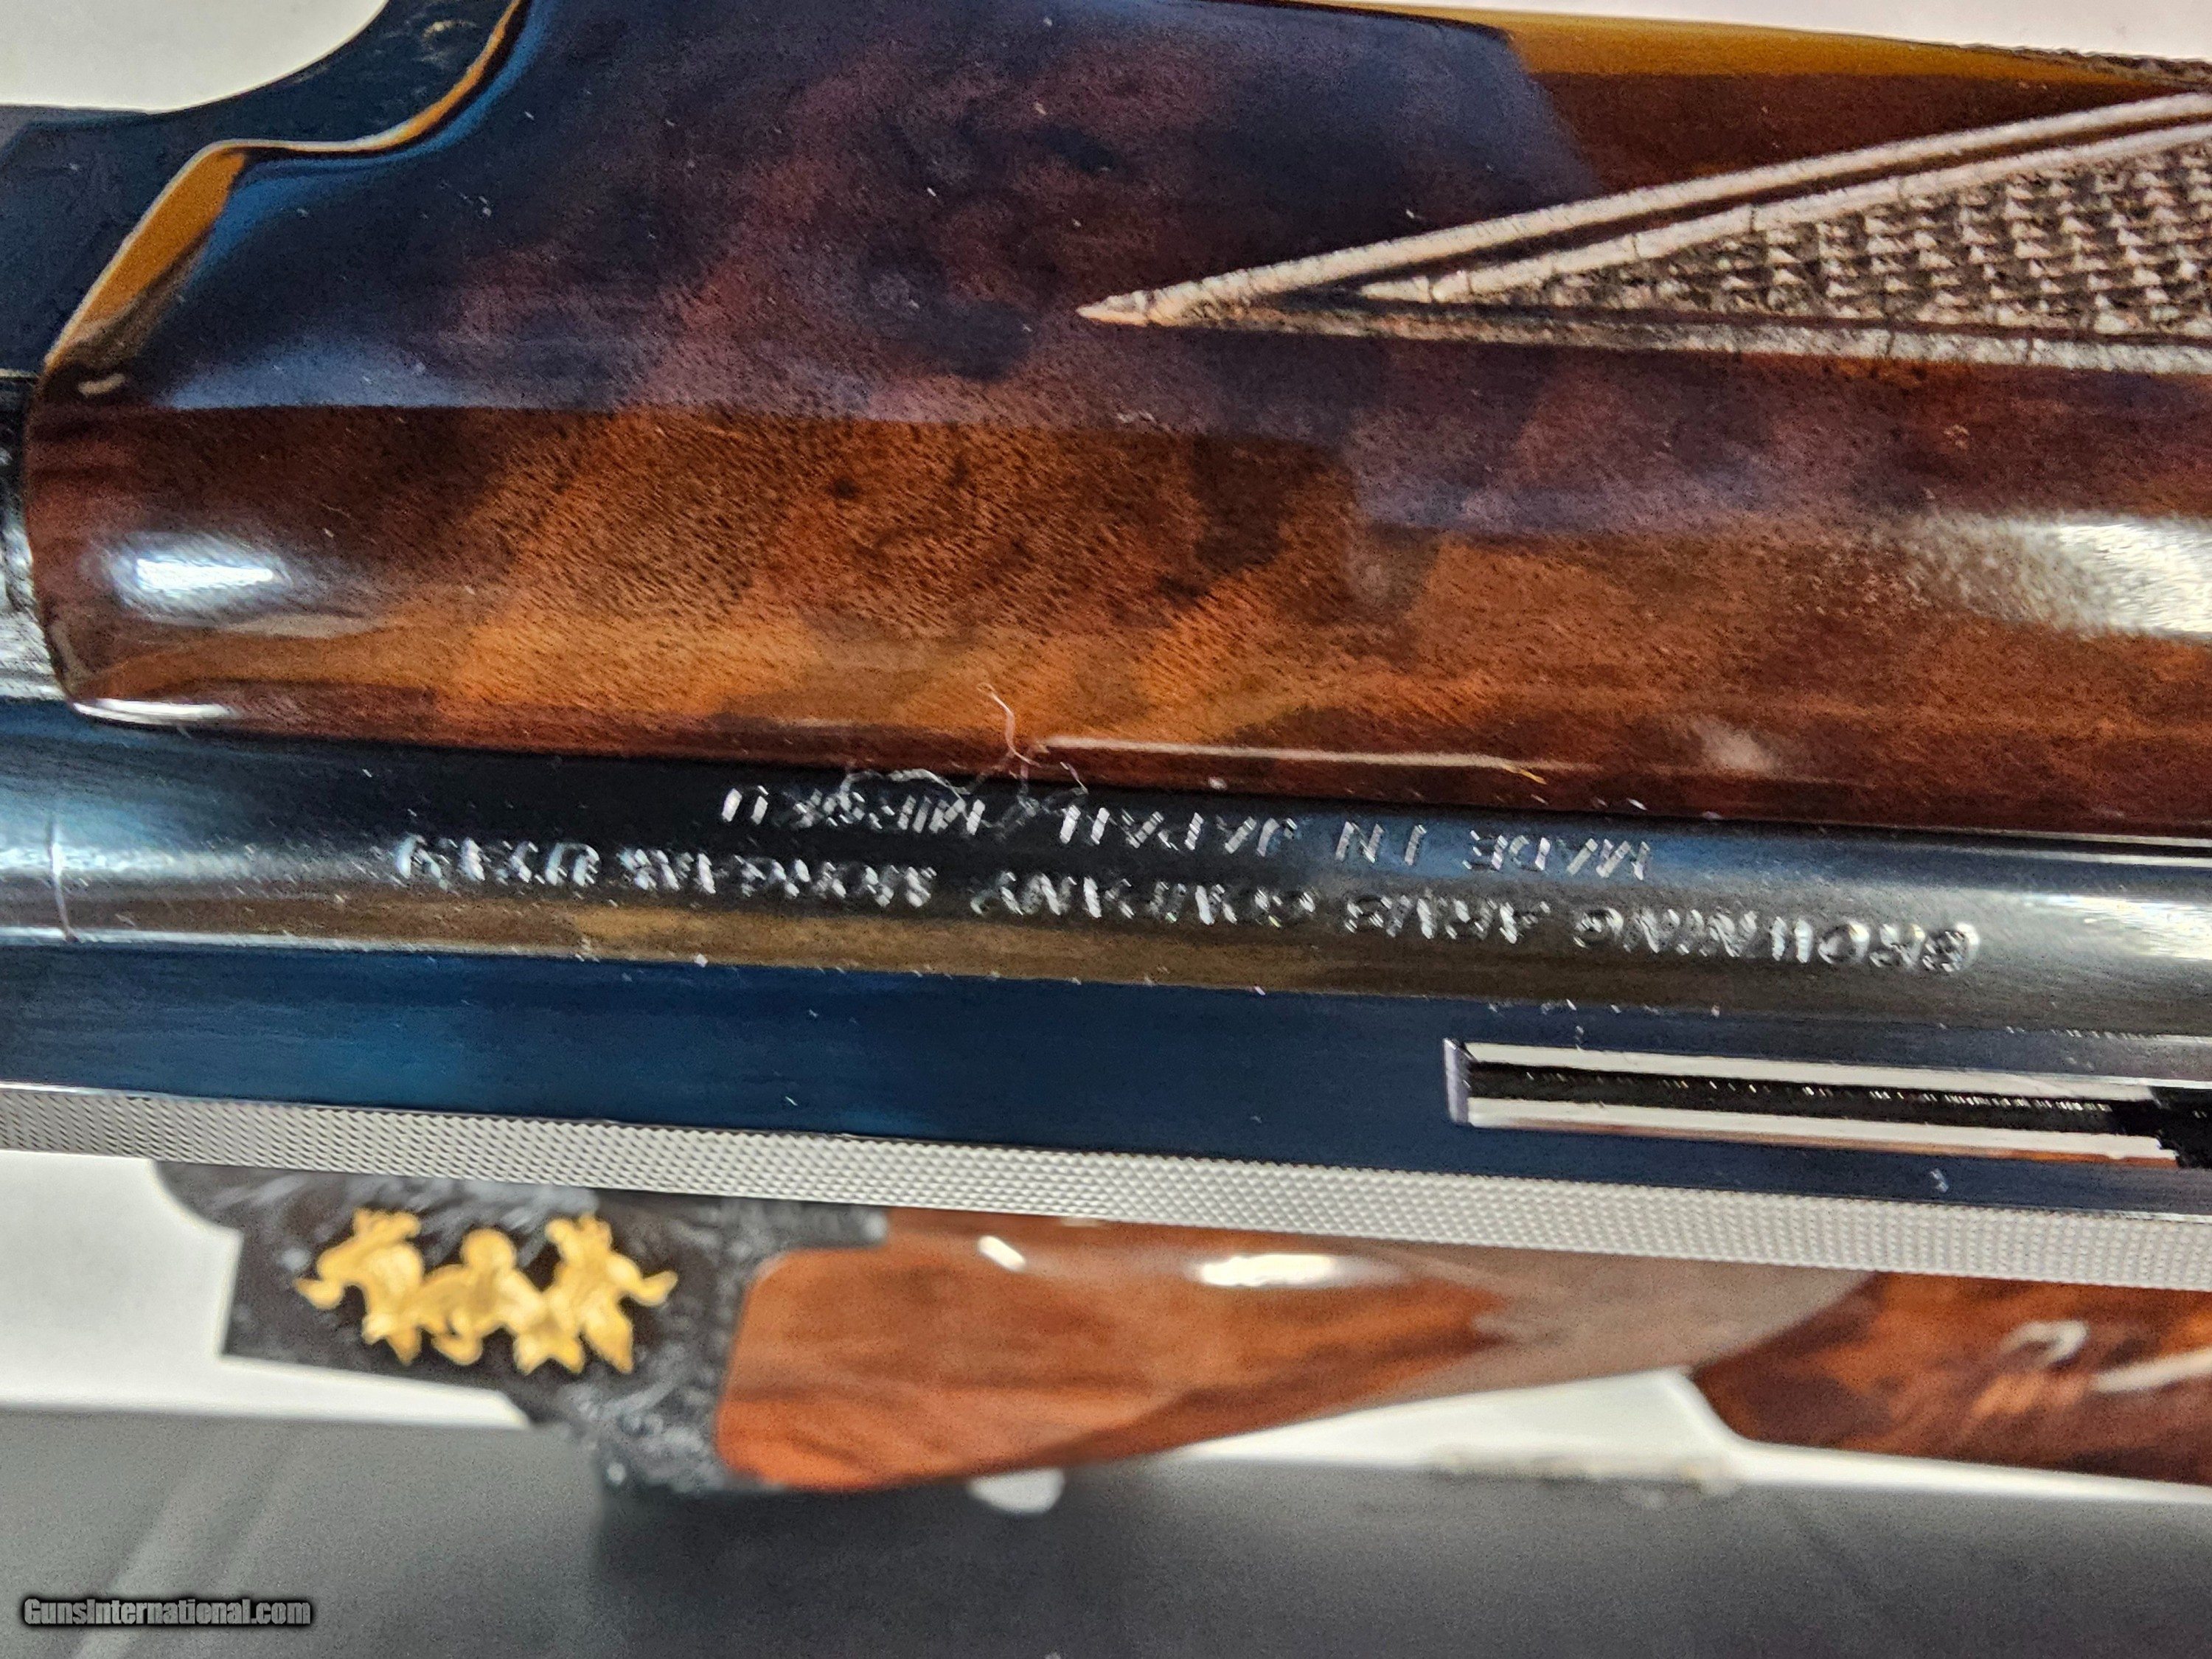 BROWNING ARMS COMPANY MORGAN UTAH
MADE IN JAPAN MIROKU
GunsInternational.com